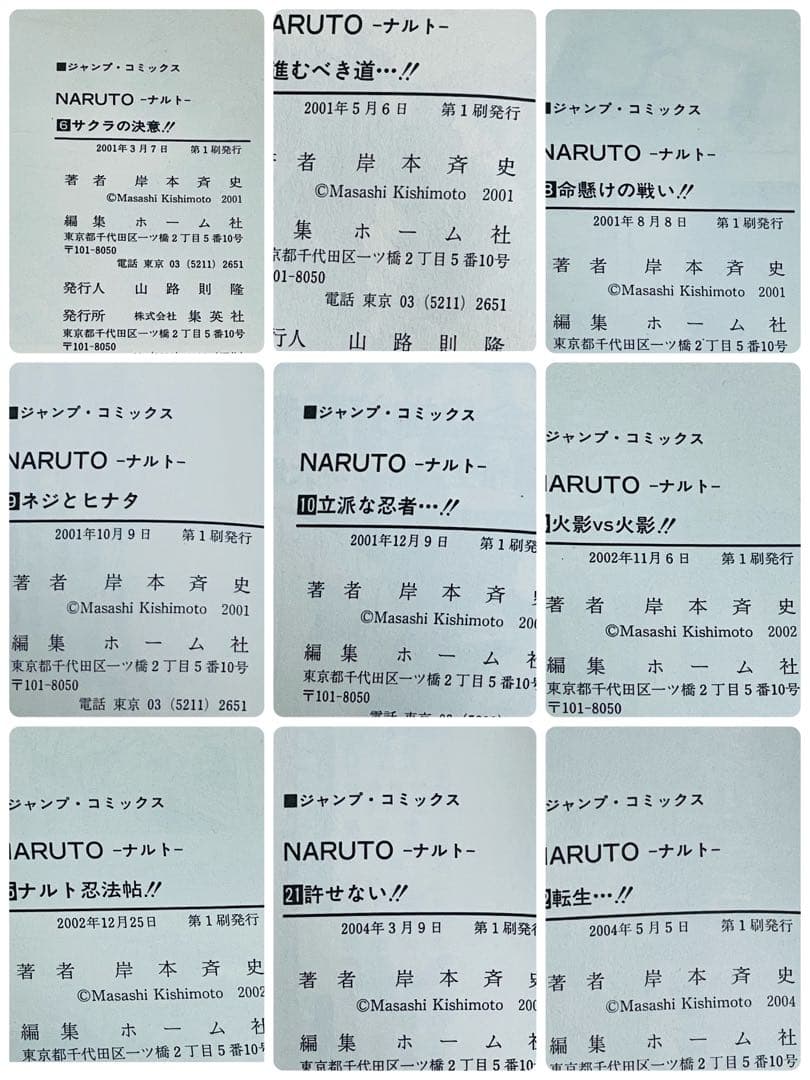 ■ジャンプ・コミックス
NARUTO -ナルト-
6サクラの決意!!
2001年3月7日 第1刷発行
著者 岸本斉史
©Masashi Kishimoto 2001
編集 ホーム社
東京都千代田区一ツ橋2丁目5番10号
〒101-8050
電話 東京 03 (5211) 2651
発行人 山路則隆
発行所 株式会社 集英社
東京都千代田区一ツ橋2丁目5番10号
〒101-8050
ARUTO -ナルト-
進むべき道…!!
2001年5月6日 第1刷発行
者 岸本斉史
©Masashi Kishimoto 2001
集 ホーム社
京都千代田区一ツ橋2丁目5番10号
101-8050
電話 東京 03 (5211) 2651
行人 山路則隆
■ジャンプ・コミックス
NARUTO -ナルト-
8命懸けの戦い!!
2001年8月8日 第1刷発行
著者 岸本斉史
©Masashi Kishimoto 2001
編集 ホーム社
東京都千代田区一ツ橋2丁目5番10号
■ジャンプ・コミックス
NARUTO -ナルト-
9ネジとヒナタ
2001年10月9日 第1刷発行
著者 岸本斉史
©Masashi Kishimoto 2001
編集 ホーム社
東京都千代田区一ツ橋2丁目5番10号
〒101-8050
電話 東京 03 (5211) 2651
■ジャンプ・コミックス
NARUTO -ナルト-
10立派な忍者…!!
2001年12月9日 第1刷発
著者 岸本斉
©Masashi Kishimoto 200
編集 ホーム社
東京都千代田区一ツ橋2丁目5番10号
〒101-8050
電話 東京 03
ジャンプ・コミックス
NARUTO -ナルト-
火影vs火影!!
2002年11月6日 第1刷発行
著者 岸本斉史
©Masashi Kishimoto 2002
編集 ホーム社
東京都千代田区一ツ橋2丁目5番10号
〒101-8050
ジャンプ・コミックス
NARUTO -ナルト-
ナルト忍法帖!!
2002年12月25日 第1刷発行
著者 岸本斉史
©Masashi Kishimoto 2002
編集 ホーム社
東京都千代田区一ツ橋2丁目5番10号
■ジャンプ・コミックス
NARUTO -ナルト-
21許せない!!
2004年3月9日 第1刷発行
著者 岸本斉史
©Masashi Kishimoto 200
編集 ホーム社
東京都千代田区一ツ橋2丁目5番10号
ジャンプ・コミックス
NARUTO -ナルト-
転生…!!
2004年5月5日 第1刷発行
著者 岸本斉史
©Masashi Kishimoto 2004
編集 ホーム社
東京都千代田区一ツ橋2丁目5番10号